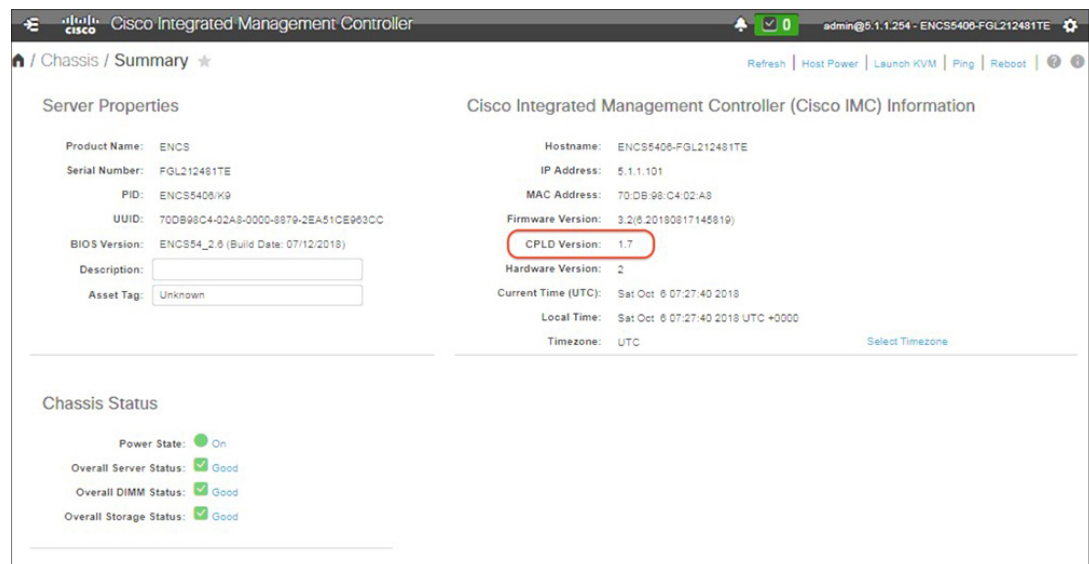 cisco Cisco Integrated Management Controller 0 admin@5.1.1.254 - ENCS5406-FGL212481TE
/ Chassis / Summary
Refresh | Host Power | Launch KVM | Ping | Reboot | ? i
Server Properties
Product Name: ENCS
Serial Number: FGL212481TE
PID: ENCS5406/K9
UUID: 70DB98C4-02A8-0000-8879-2EA51CE963CC
BIOS Version: ENCS54_2.6 (Build Date: 07/12/2018)
Description:
Asset Tag: Unknown
Cisco Integrated Management Controller (Cisco IMC) Information
Hostname: ENCS5406-FGL212481TE
IP Address: 5.1.1.101
MAC Address: 70:DB:98:C4:02:A8
Firmware Version: 3.2(6.20180817145819)
CPLD Version: 1.7
Hardware Version: 2
Current Time (UTC): Sat Oct 6 07:27:40 2018
Local Time: Sat Oct 6 07:27:40 2018 UTC +0000
Timezone: UTC Select Timezone
Chassis Status
Power State: On
Overall Server Status: Good
Overall DIMM Status: Good
Overall Storage Status: Good